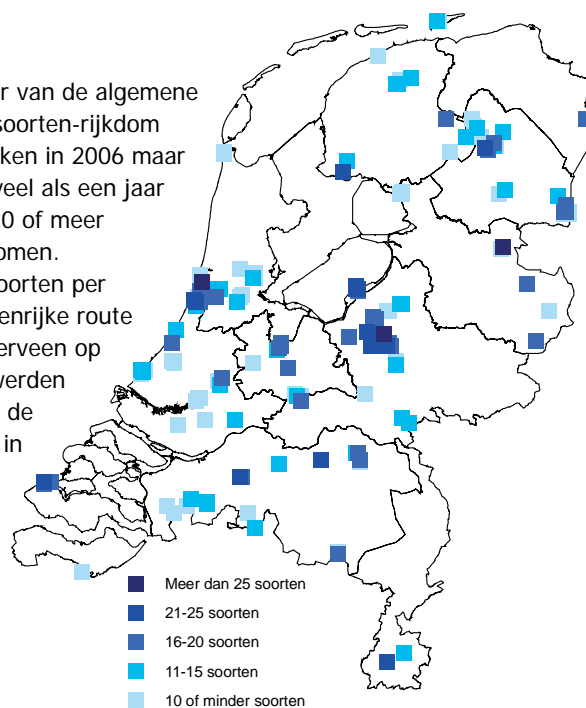 r van de algemene
soorten-rijkdom
ken in 2006 maar
veel als een jaar
0 of meer
omen.
oorten per
enrijke route
erveen op
werden
de
in
Meer dan 25 soorten
21-25 soorten
16-20 soorten
11-15 soorten
10 of minder soorten